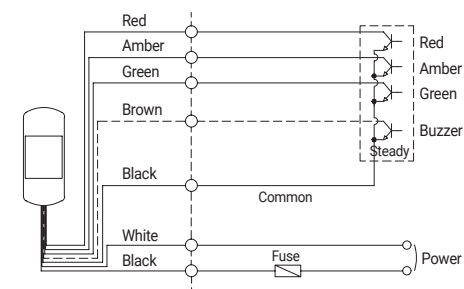 Red
Red
Amber
Amber
Green
Green
Brown
Buzzer
Steady
Black
Common
White
Fuse
Power
Black